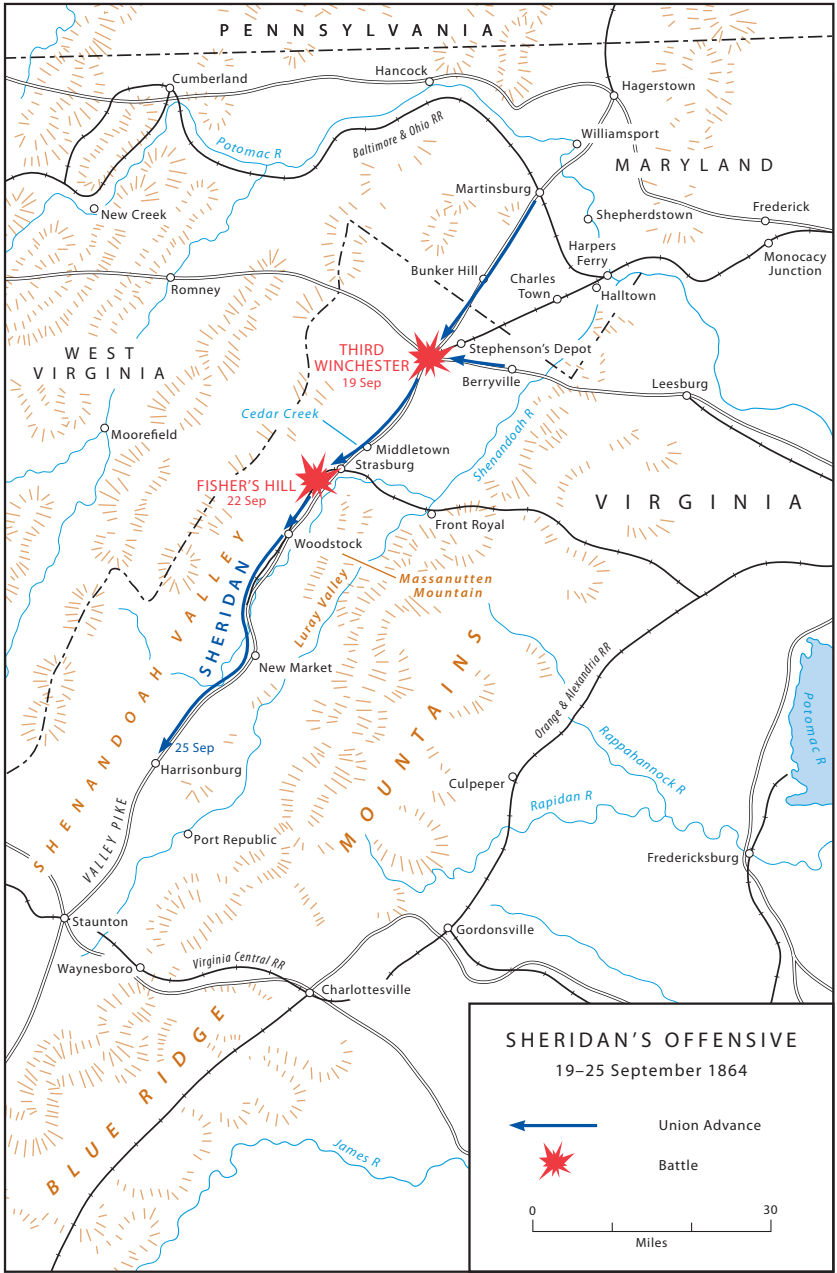 PENNSYLVANIA
Cumberland
Hancock
Hagerstown
Potomac R
Baltimore & Ohio RR
Williamsport
MARYLAND
Martinsburg
New Creek
Shepherdstown
Frederick
Harpers
Ferry
Monocacy
Junction
Bunker Hill
Charles
Town
Halltown
Romney
WEST
VIRGINIA
THIRD
WINCHESTER
19 Sep
Stephenson's Depot
Berryville
Leesburg
Cedar Creek
Moorefield
Middletown
Strasburg
Shenandoah R
FISHER'S HILL
22 Sep
VIRGINIA
Front Royal
Woodstock
Massanutten
Mountain
Luray Valley
SHERIDAN
SHENANDOAH VALLEY
New Market
Orange & Alexandria RR
Potomac R
25 Sep
Harrisonburg
Rappahannock R
Culpeper
Rapidan R
VALLEY PIKE
Port Republic
Fredericksburg
Staunton
Gordonsville
Waynesboro
Virginia Central RR
Charlottesville
BLUE RIDGE
MOUNTAINS
James R
SHERIDAN'S OFFENSIVE
19–25 September 1864
Union Advance
Battle
0 30
Miles